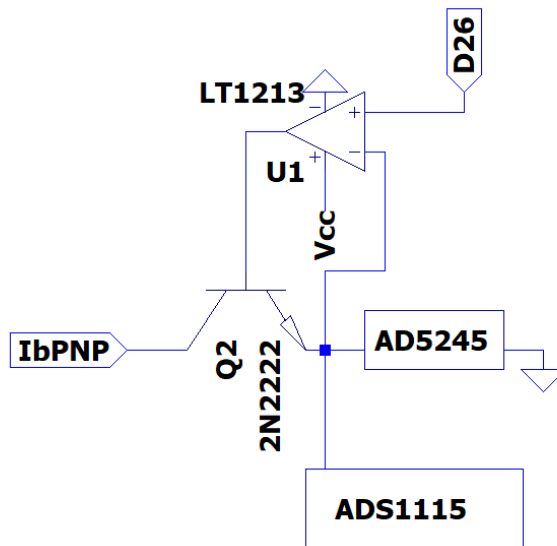 D26
LT1213
−
+
−
+
U1
Vcc
IbPNP
Q2
2N2222
AD5245
ADS1115